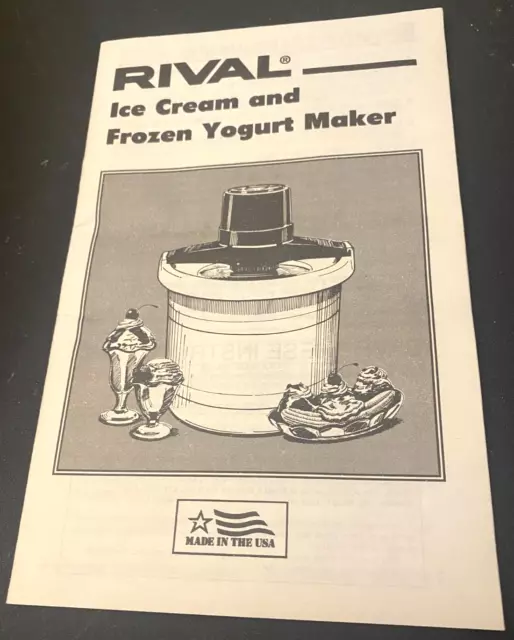 RIVAL®
Ice Cream and
Frozen Yogurt Maker
MADE IN THE USA